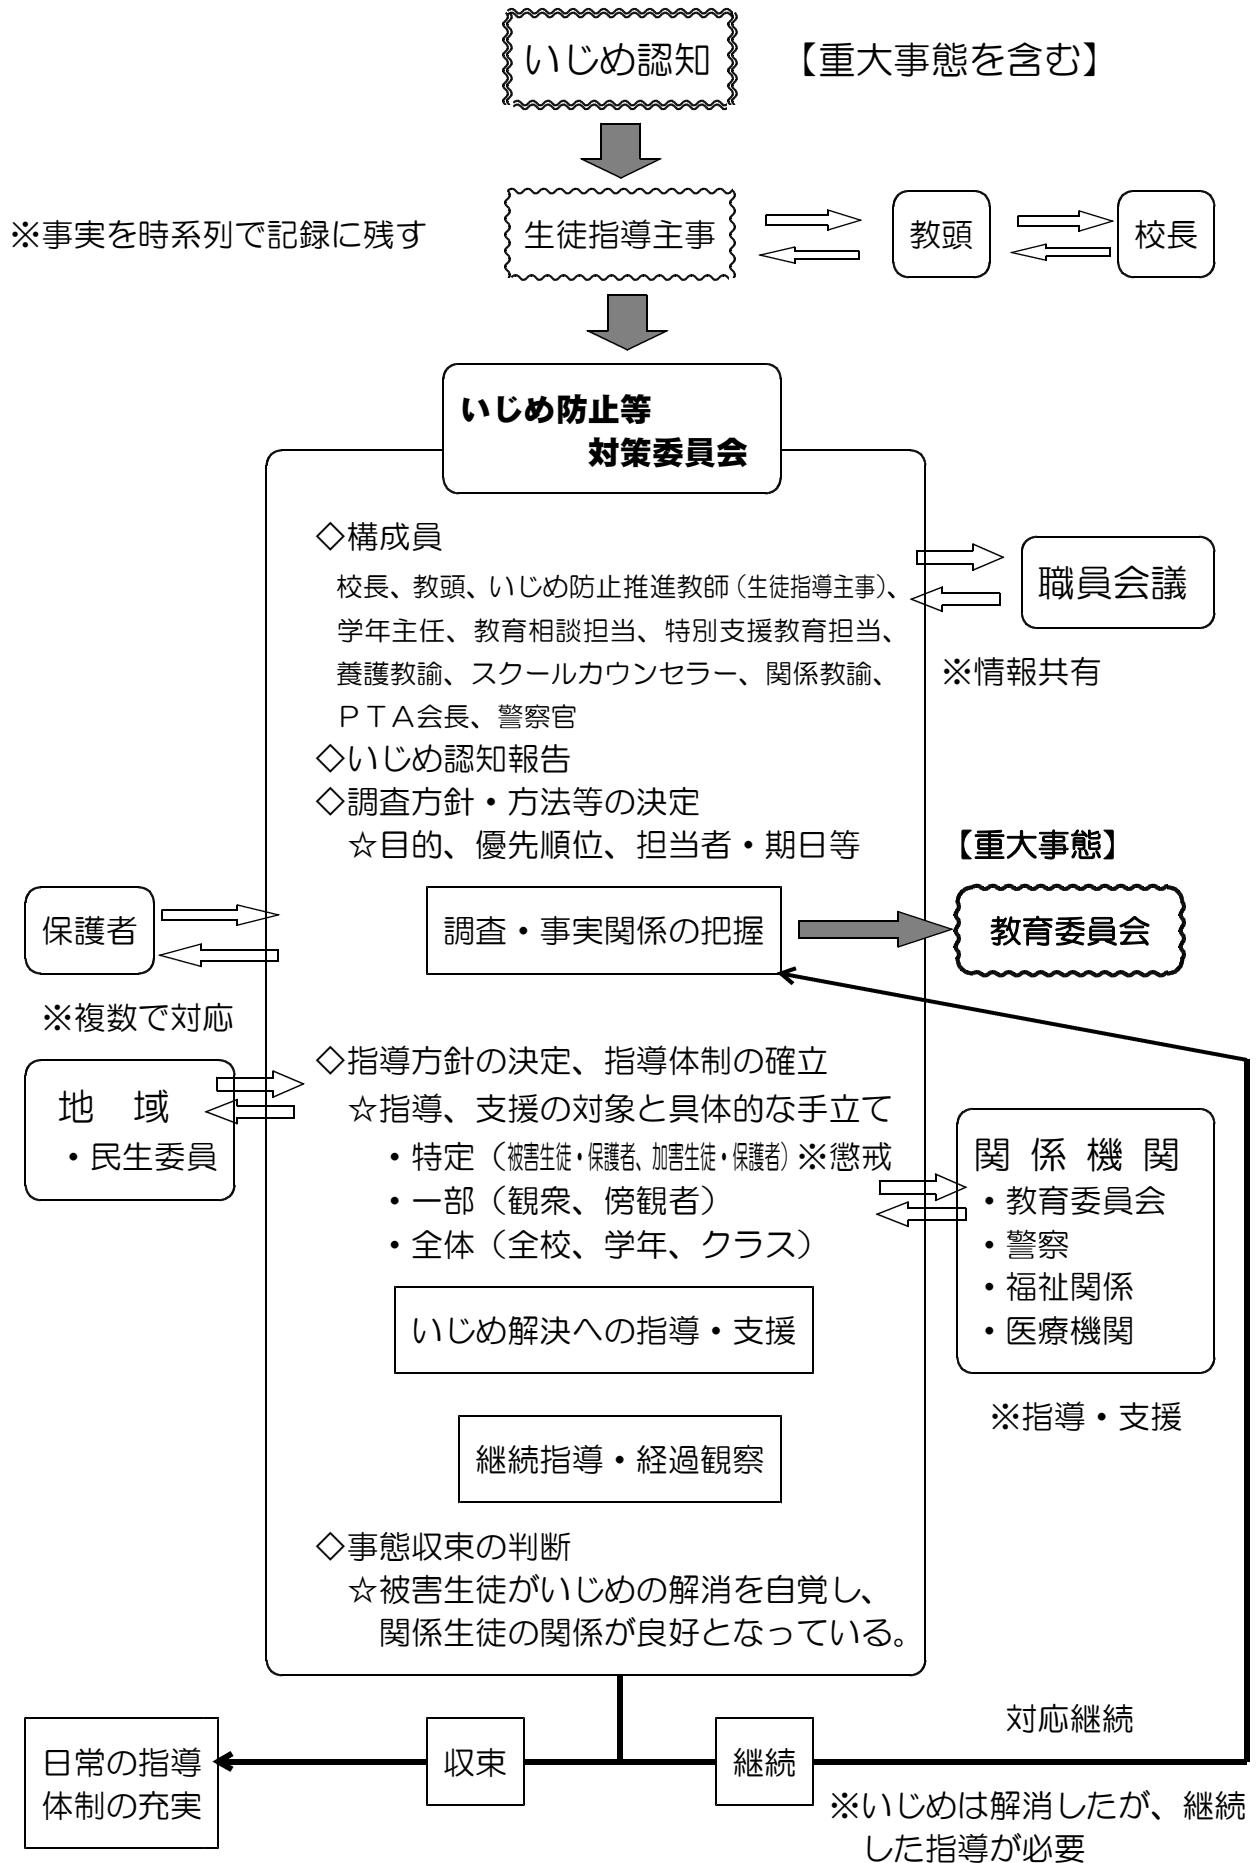 いじめ認知
【重大事態を含む】
※事実を時系列で記録に残す
生徒指導主事
教頭
校長
いじめ防止等
対策委員会
◇構成員
校長、教頭、いじめ防止推進教師（生徒指導主事）、
学年主任、教育相談担当、特別支援教育担当、
養護教諭、スクールカウンセラー、関係教諭、
ＰＴＡ会長、警察官
職員会議
※情報共有
◇いじめ認知報告
◇調査方針・方法等の決定
☆目的、優先順位、担当者・期日等
【重大事態】
保護者
調査・事実関係の把握
教育委員会
※複数で対応
地　域
・民生委員
◇指導方針の決定、指導体制の確立
☆指導、支援の対象と具体的な手立て
・特定（被害生徒・保護者、加害生徒・保護者）※懲戒
・一部（観衆、傍観者）
・全体（全校、学年、クラス）
関 係 機 関
・教育委員会
・警察
・福祉関係
・医療機関
※指導・支援
いじめ解決への指導・支援
継続指導・経過観察
◇事態収束の判断
☆被害生徒がいじめの解消を自覚し、
関係生徒の関係が良好となっている。
対応継続
日常の指導
体制の充実
収束
継続
※いじめは解消したが、継続
した指導が必要